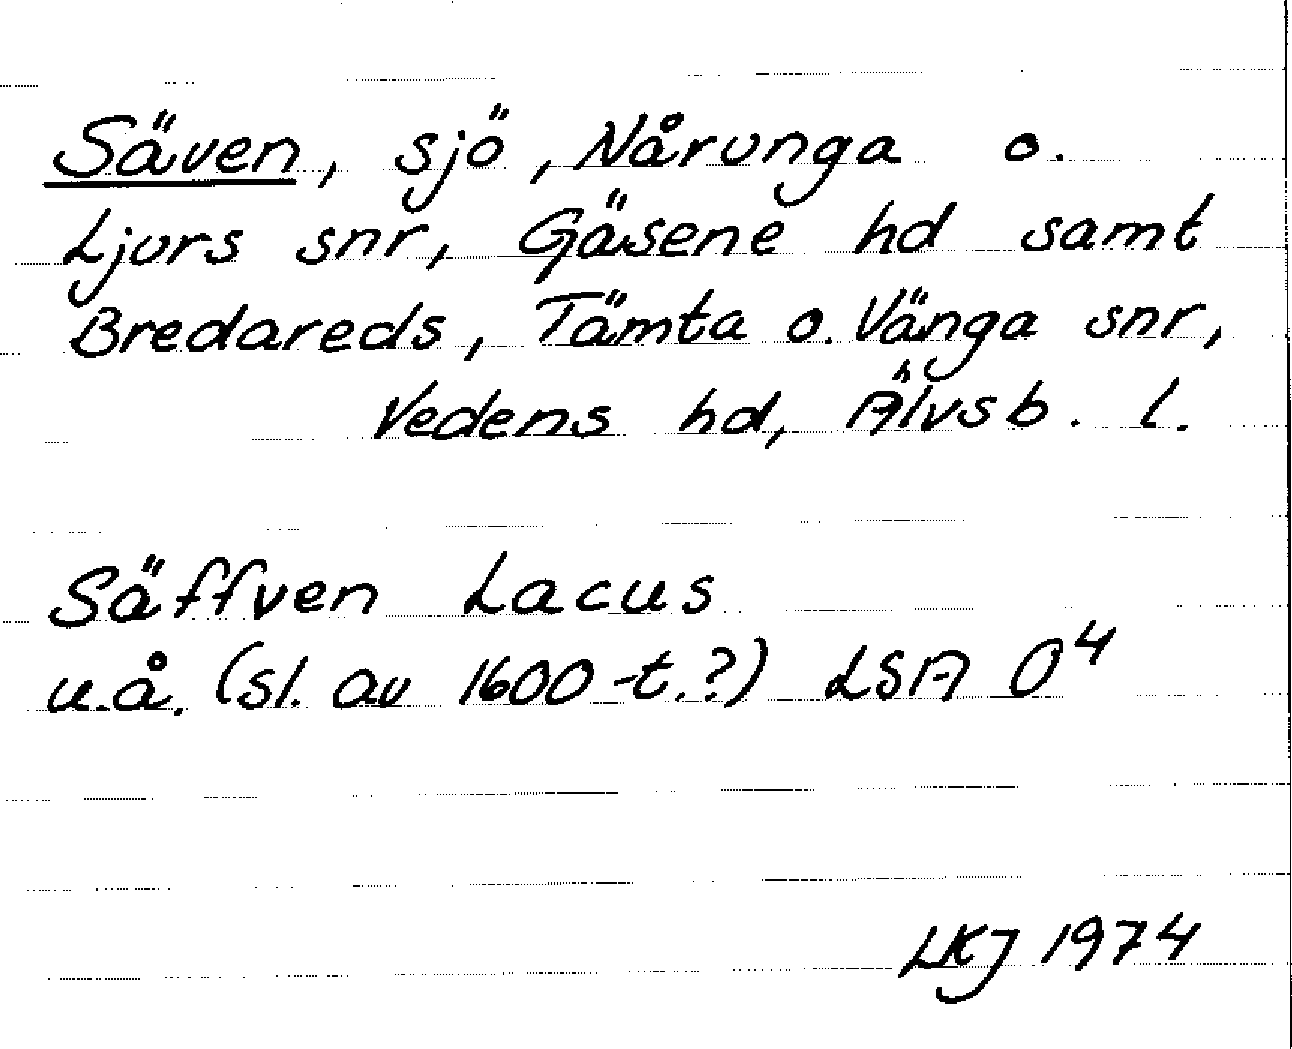 Säven, sjö, Nårunga o.
Ljurs snr, Gäsene hd samt
Bredareds, Tämta o. Vänga snr,
Vedens hd, Älvsb. l.
Säffven Lacus
u.å. (sl. av 1600-t.?) LSA O⁴
LKJ 1974